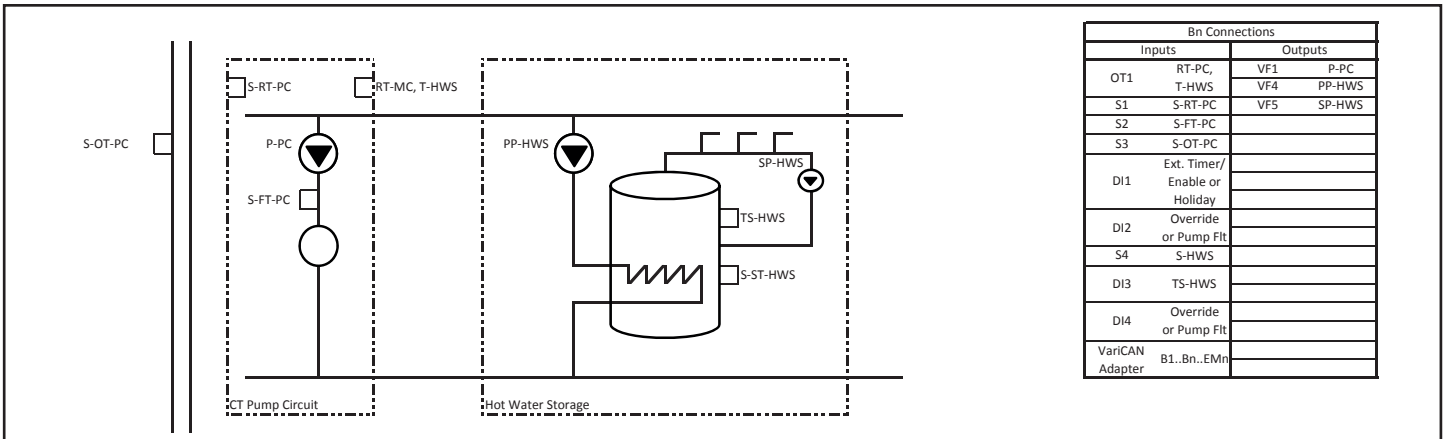 S-OT-PC
S-RT-PC
RT-MC, T-HWS
P-PC
S-FT-PC
CT Pump Circuit
PP-HWS
SP-HWS
TS-HWS
S-ST-HWS
Hot Water Storage
Bn Connections
Inputs Outputs
OT1 RT-PC, T-HWS VF1 P-PC
VF4 PP-HWS
S1 S-RT-PC VF5 SP-HWS
S2 S-FT-PC
S3 S-OT-PC
DI1 Ext. Timer/
Enable or
Holiday
DI2 Override
or Pump Flt
S4 S-HWS
DI3 TS-HWS
DI4 Override
or Pump Flt
VariCAN
Adapter B1..Bn..EMn